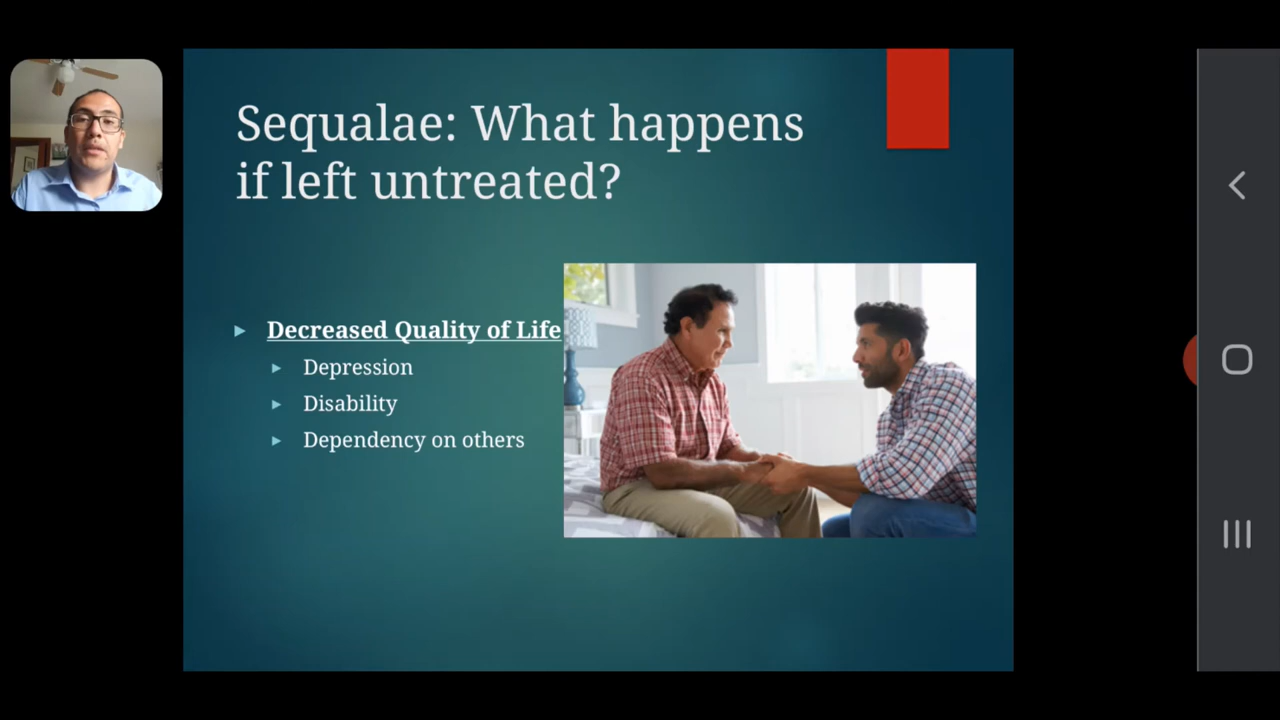 Sequalae: What happens
if left untreated?
Decreased Quality of Life
Depression
Disability
Dependency on others